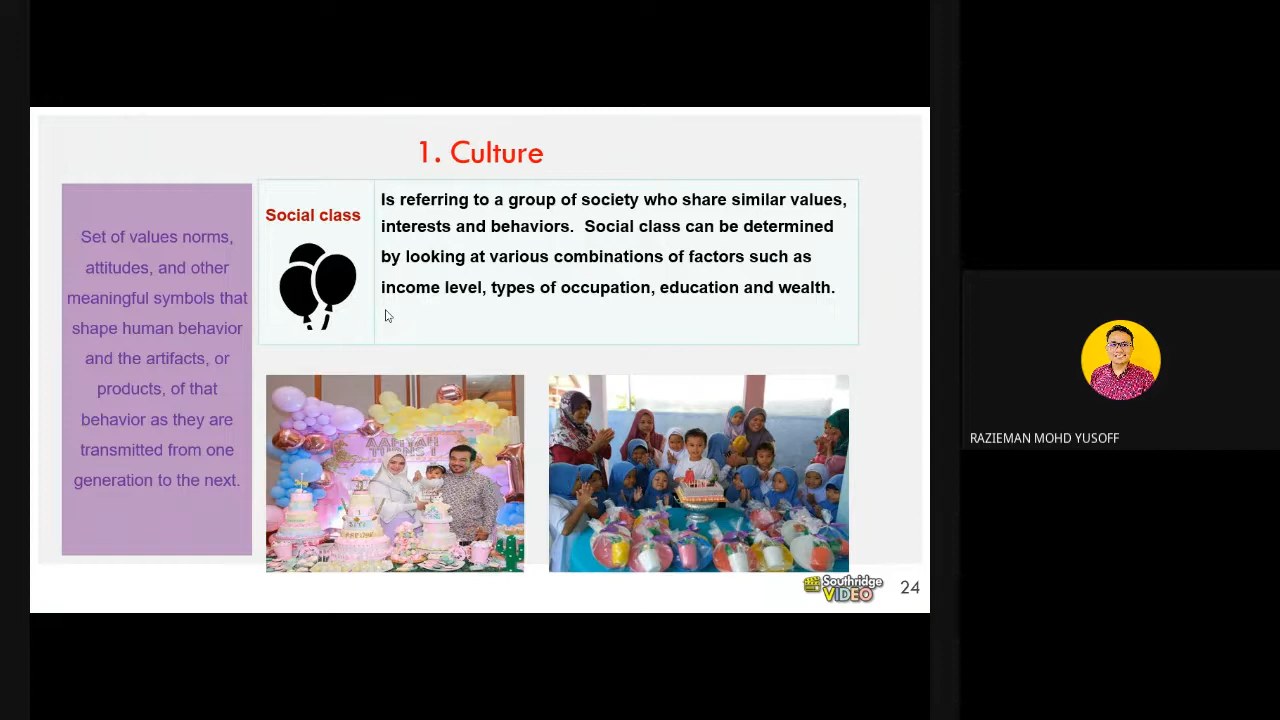 1. Culture
Set of values norms,
attitudes, and other
meaningful symbols that
shape human behavior
and the artifacts, or
products, of that
behavior as they are
transmitted from one
generation to the next.
Social class
Is referring to a group of society who share similar values,
interests and behaviors. Social class can be determined
by looking at various combinations of factors such as
income level, types of occupation, education and wealth.
AALIYAH
TURNS 1
Southridge
VIDEO
24
RAZIEMAN MOHD YUSOFF